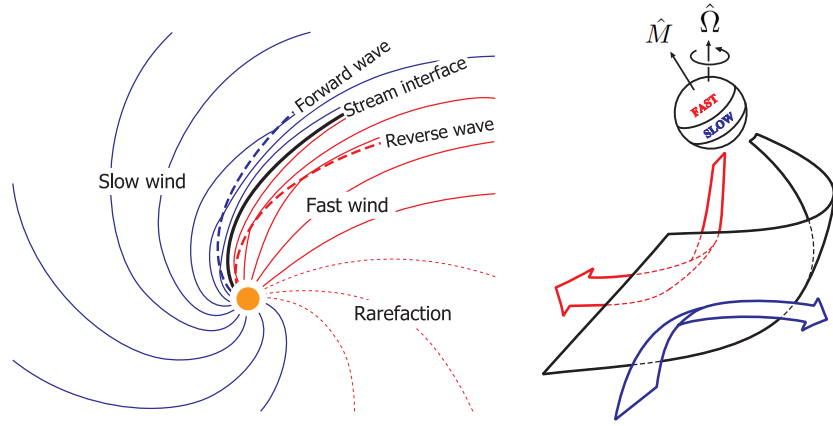 Forward wave
Stream interface
Reverse wave
Slow wind
Fast wind
Rarefaction
M̂
Ω̂
FAST
SLOW